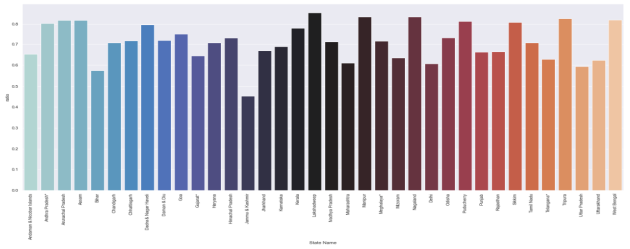 0.8
0.7
0.6
0.5
0.4
0.3
0.2
0.1
0.0
Andaman & Nicobar Islands
Andhra Pradesh*
Arunachal Pradesh
Assam
Bihar
Chandigarh
Chhattisgarh
Dadra & Nagar Haveli
Daman & Diu
Goa
Gujarat*
Haryana
Himachal Pradesh
Jammu & Kashmir
Jharkhand
Karnataka
Kerala
Lakshadweep
Madhya Pradesh
Maharashtra
Manipur
Meghalaya*
Mizoram
Nagaland
Delhi
Odisha
Puducherry
Punjab
Rajasthan
Sikkim
Tamil Nadu
Telangana*
Tripura
Uttar Pradesh
Uttarakhand
West Bengal
State Name